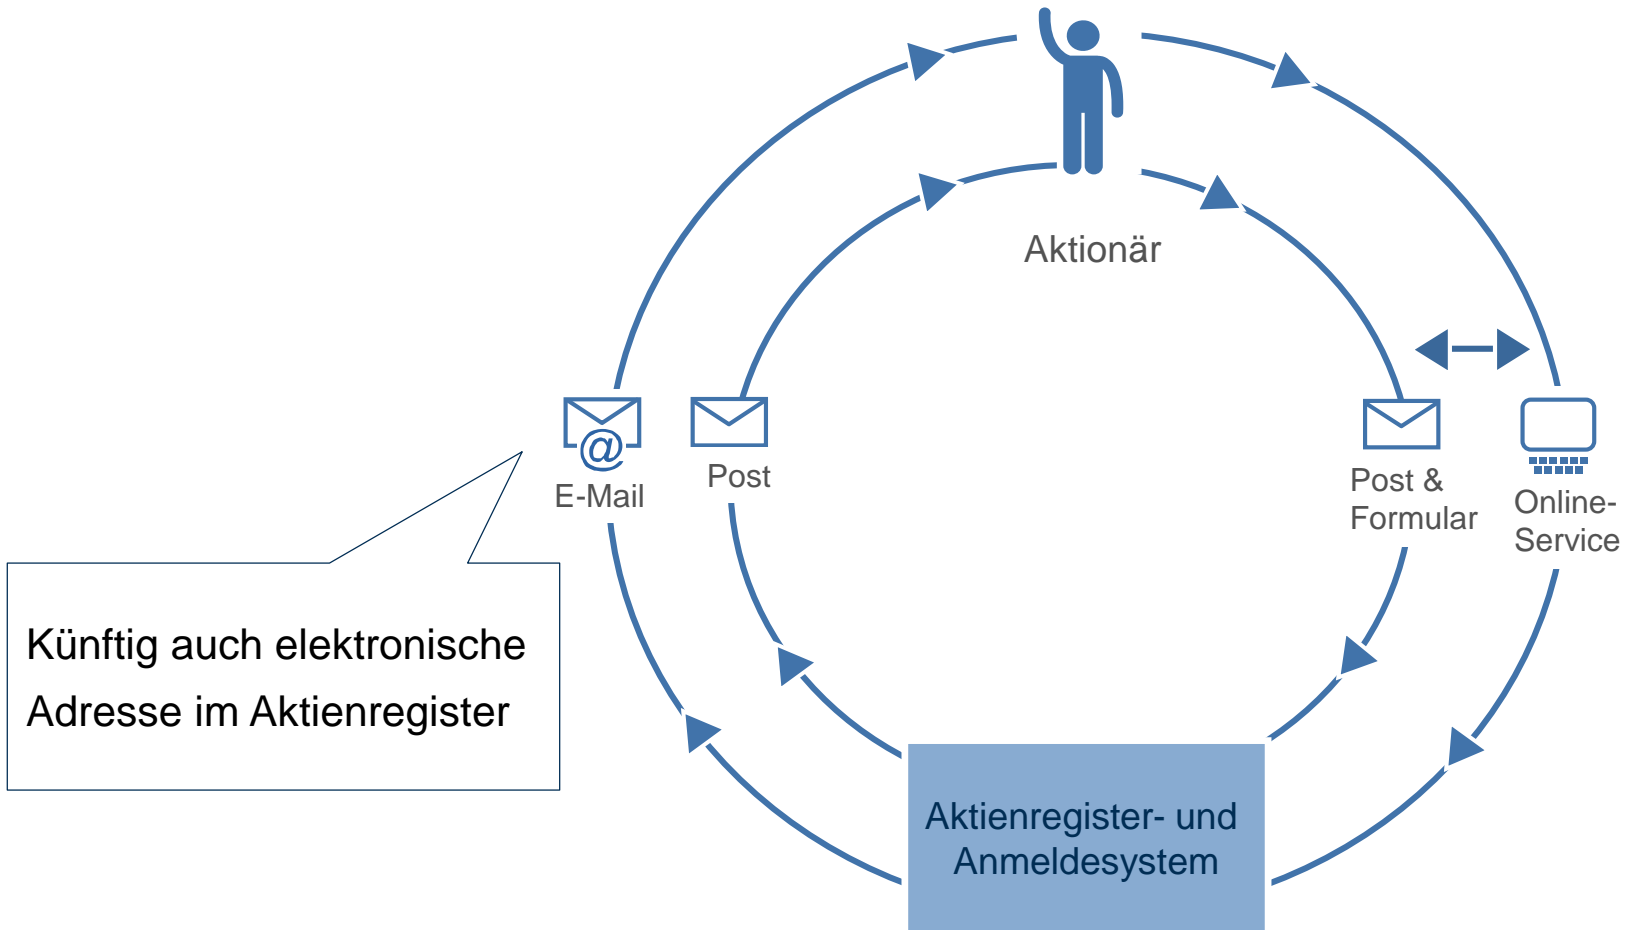 Aktionär
E-Mail
Post
Post &
Formular
Online-
Service
Künftig auch elektronische
Adresse im Aktienregister
Aktienregister- und
Anmeldesystem